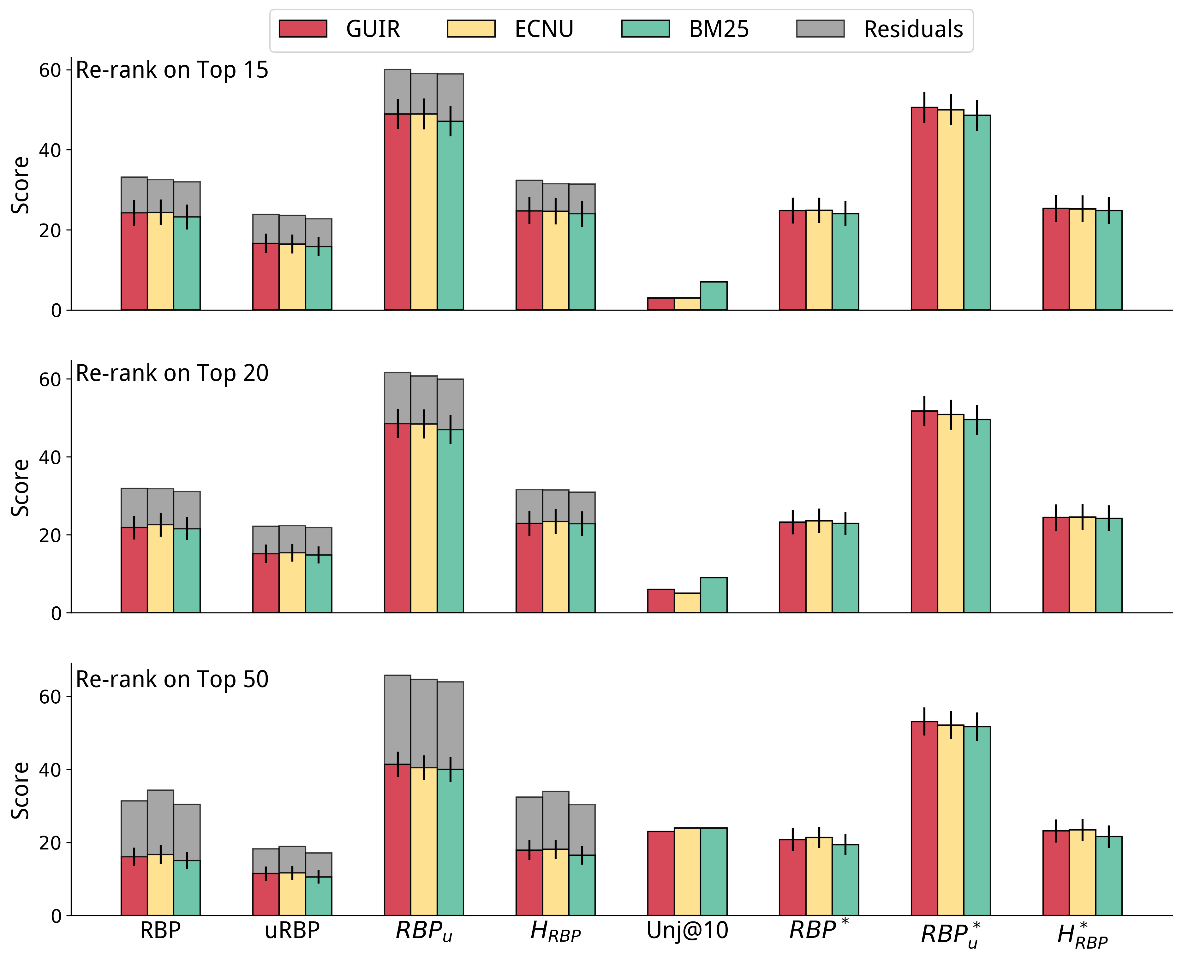 GUIR ECNU BM25 Residuals
Re-rank on Top 15
60
40
20
0
Score
Re-rank on Top 20
60
40
20
0
Score
Re-rank on Top 50
60
40
20
0
Score
RBP uRBP RBP_u H_RBP Unj@10 RBP* RBP*_u H*_RBP